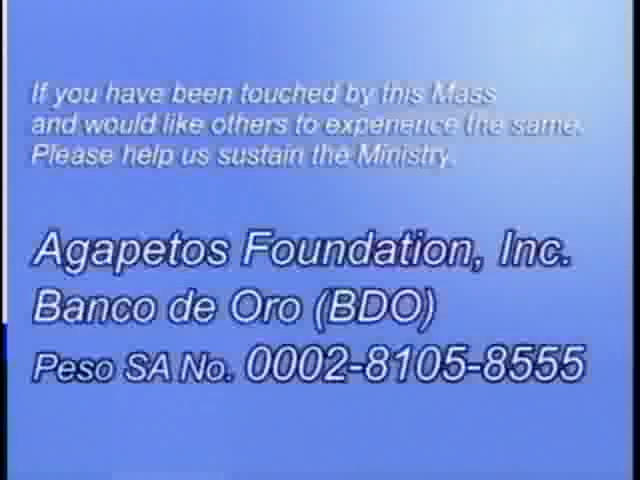 If you have been touched by this Mass
and would like others to experience the same.
Please help us sustain the Ministry.
Agapetos Foundation, Inc.
Banco de Oro (BDO)
Peso SA No. 0002-8105-8555